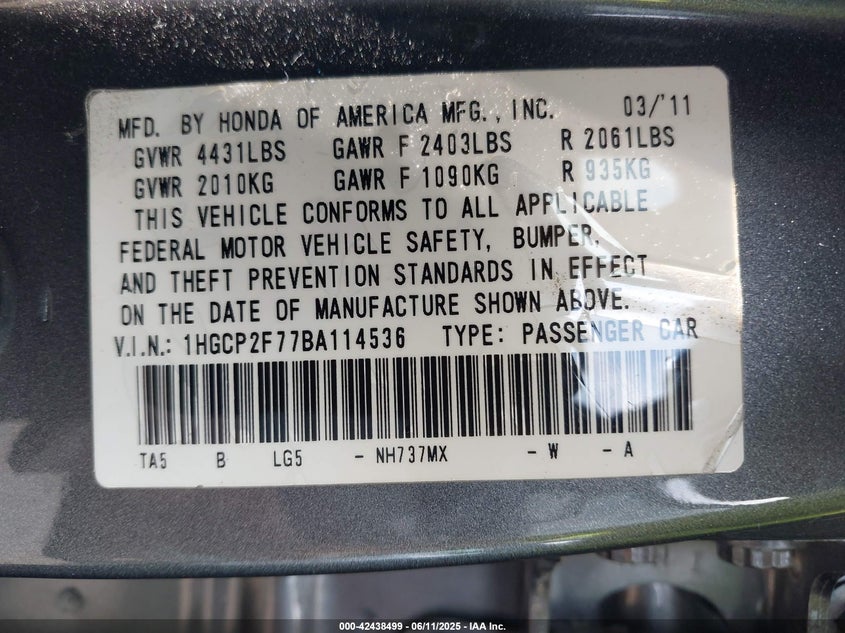 MFD. BY HONDA OF AMERICA MFG., INC. 03/'11
GVWR 4431LBS GAWR F 2403LBS R 2061LBS
GVWR 2010KG GAWR F 1090KG R 935KG
THIS VEHICLE CONFORMS TO ALL APPLICABLE
FEDERAL MOTOR VEHICLE SAFETY, BUMPER,
AND THEFT PREVENTION STANDARDS IN EFFECT
ON THE DATE OF MANUFACTURE SHOWN ABOVE.
V.I.N.: 1HGCP2F77BA114536 TYPE: PASSENGER CAR
TA5 B LG5 - NH737MX - W - A
000-42438499 - 06/11/2025 - IAA Inc.